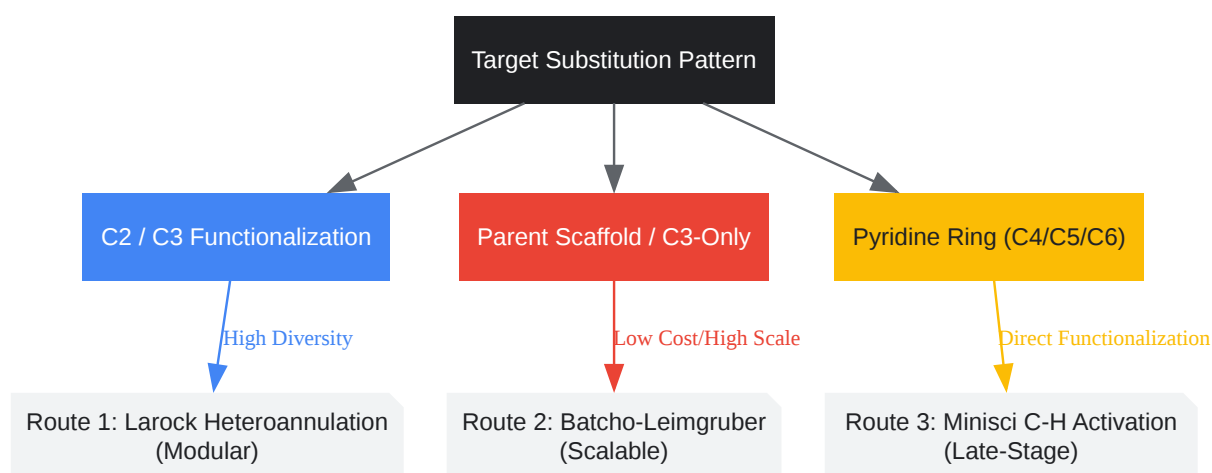 Target Substitution Pattern
C2 / C3 Functionalization
Parent Scaffold / C3-Only
Pyridine Ring (C4/C5/C6)
High Diversity
Low Cost/High Scale
Direct Functionalization
Route 1: Larock Heteroannulation
(Modular)
Route 2: Batcho-Leimgruber
(Scalable)
Route 3: Minisci C-H Activation
(Late-Stage)